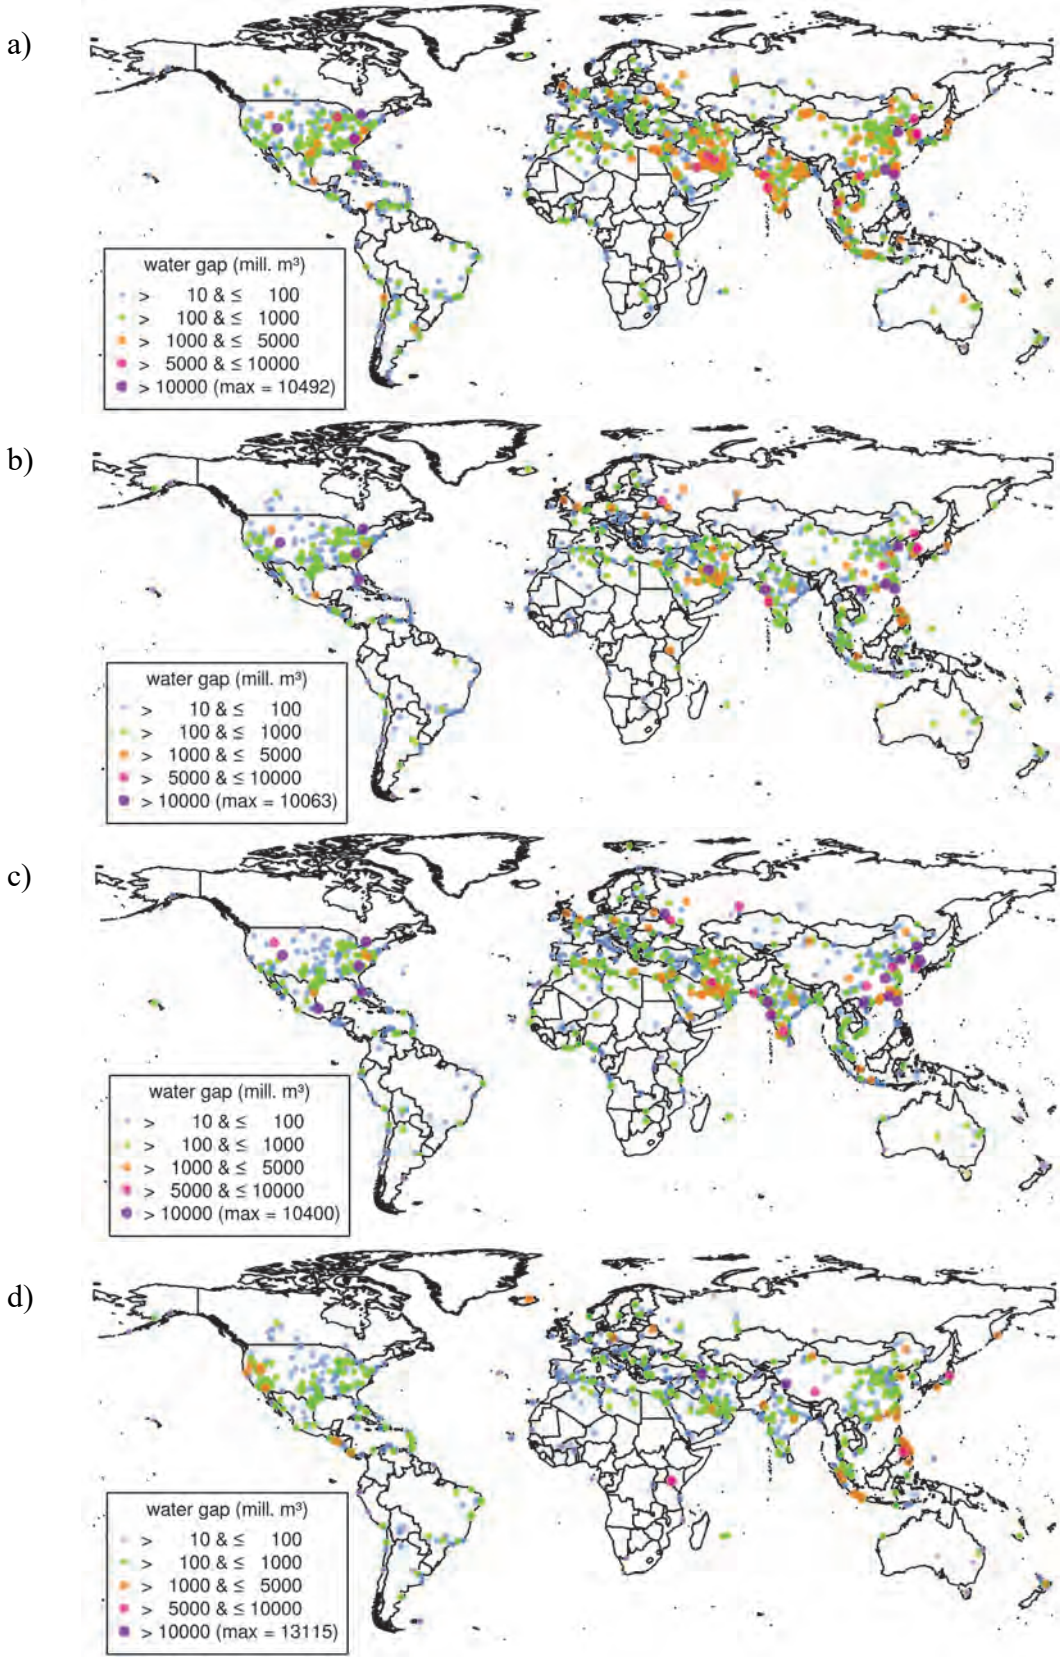 a)
water gap (mill. m³)
> 10 & ≤ 100
> 100 & ≤ 1000
> 1000 & ≤ 5000
> 5000 & ≤ 10000
> 10000 (max = 10492)
b)
water gap (mill. m³)
> 10 & ≤ 100
> 100 & ≤ 1000
> 1000 & ≤ 5000
> 5000 & ≤ 10000
> 10000 (max = 10063)
c)
water gap (mill. m³)
> 10 & ≤ 100
> 100 & ≤ 1000
> 1000 & ≤ 5000
> 5000 & ≤ 10000
> 10000 (max = 10400)
d)
water gap (mill. m³)
> 10 & ≤ 100
> 100 & ≤ 1000
> 1000 & ≤ 5000
> 5000 & ≤ 10000
> 10000 (max = 13115)